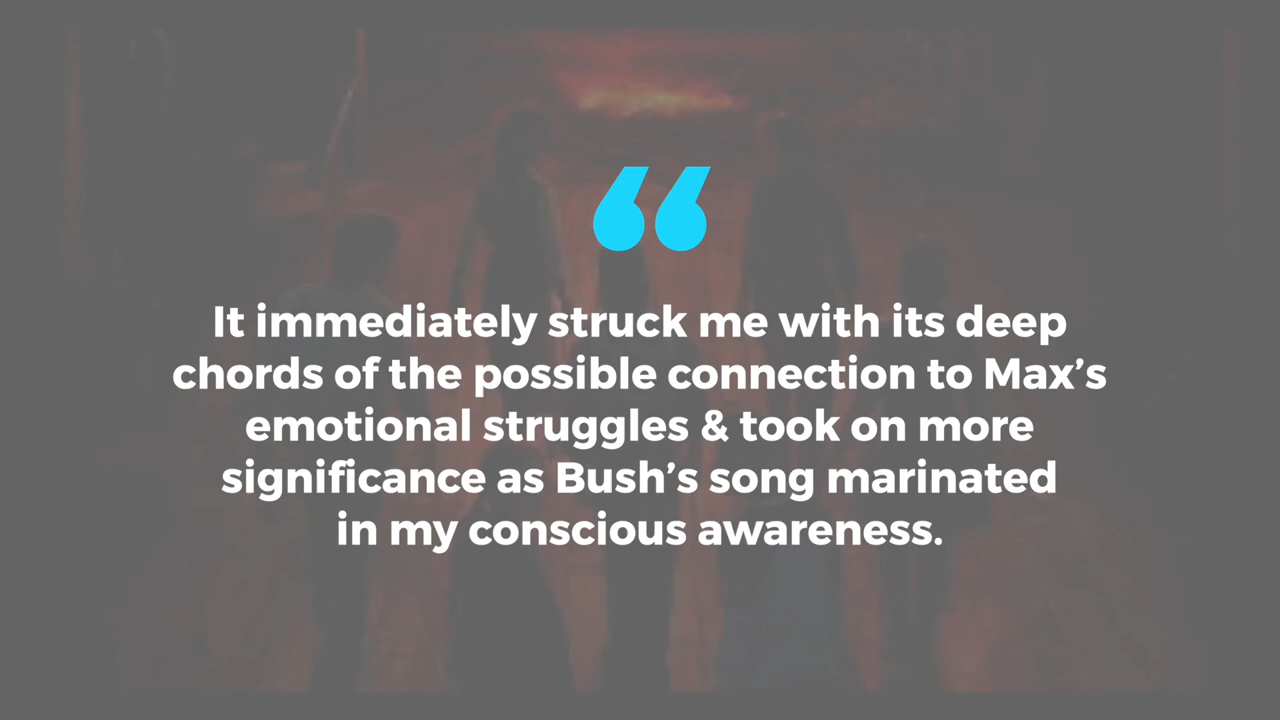 “
It immediately struck me with its deep
chords of the possible connection to Max’s
emotional struggles & took on more
significance as Bush’s song marinated
in my conscious awareness.